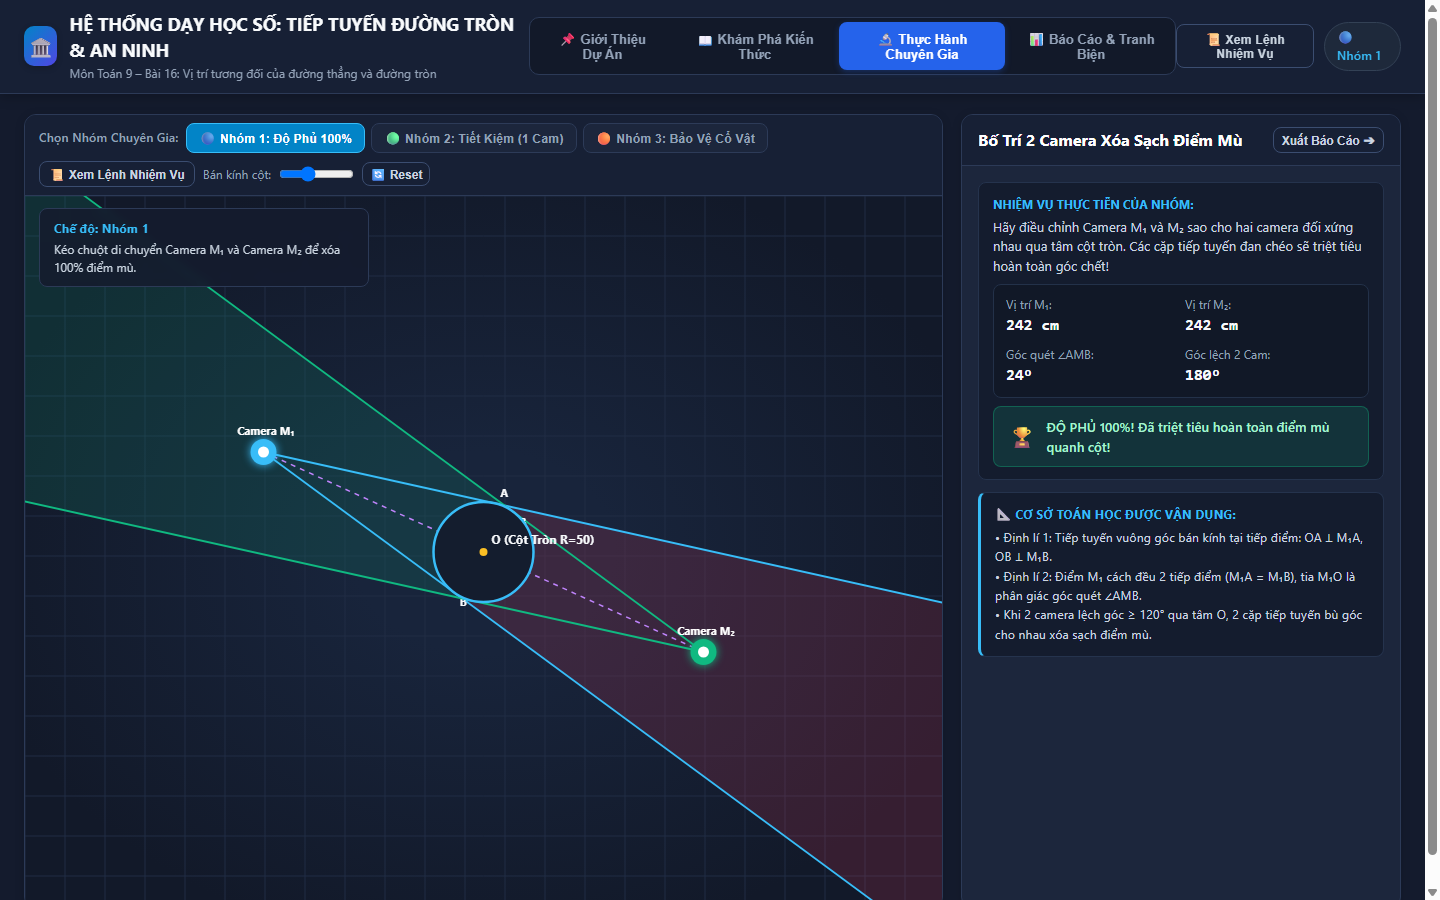 HỆ THỐNG DẠY HỌC SỐ: TIẾP TUYẾN ĐƯỜNG TRÒN
& AN NINH
Môn Toán 9 – Bài 16: Vị trí tương đối của đường thẳng và đường tròn
📌 Giới Thiệu
Dự Án
📖 Khám Phá Kiến
Thức
🔬 Thực Hành
Chuyên Gia
📊 Báo Cáo & Tranh
Biện
📜 Xem Lệnh
Nhiệm Vụ
🔵
Nhóm 1
Chọn Nhóm Chuyên Gia:
🔵 Nhóm 1: Độ Phủ 100%
🟢 Nhóm 2: Tiết Kiệm (1 Cam)
🟠 Nhóm 3: Bảo Vệ Cổ Vật
📜 Xem Lệnh Nhiệm Vụ
Bán kính cột:
🔄 Reset
Chế độ: Nhóm 1
Kéo chuột di chuyển Camera M₁ và Camera M₂ để xóa
100% điểm mù.
Camera M₁
A
O (Cột Tròn R=50)
B
Camera M₂
Bố Trí 2 Camera Xóa Sạch Điểm Mù
Xuất Báo Cáo ➔
NHIỆM VỤ THỰC TIỄN CỦA NHÓM:
Hãy điều chỉnh Camera M₁ và M₂ sao cho hai camera đối xứng
nhau qua tâm cột tròn. Các cặp tiếp tuyến đan chéo sẽ triệt tiêu
hoàn toàn góc chết!
Vị trí M₁:
242 cm
Vị trí M₂:
242 cm
Góc quét ∠AMB:
24°
Góc lệch 2 Cam:
180°
🏆 ĐỘ PHỦ 100%! Đã triệt tiêu hoàn toàn điểm mù
quanh cột!
📐 CƠ SỞ TOÁN HỌC ĐƯỢC VẬN DỤNG:
• Định lí 1: Tiếp tuyến vuông góc bán kính tại tiếp điểm: OA ⊥ M₁A,
OB ⊥ M₁B.
• Định lí 2: Điểm M₁ cách đều 2 tiếp điểm (M₁A = M₁B), tia M₁O là
phân giác góc quét ∠AMB.
• Khi 2 camera lệch góc ≥ 120° qua tâm O, 2 cặp tiếp tuyến bù góc
cho nhau xóa sạch điểm mù.